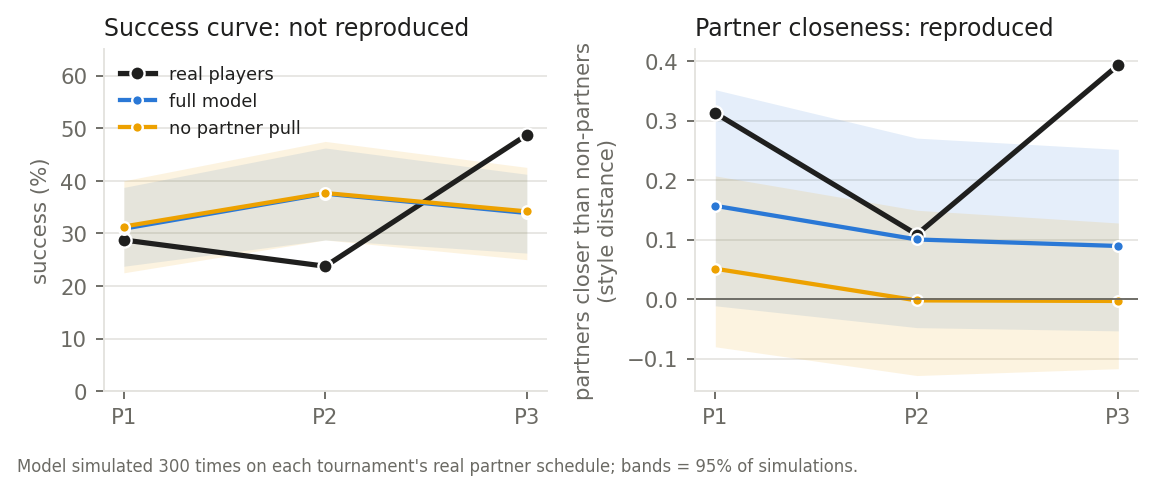 Success curve: not reproduced
60
50
40
30
20
10
0
success (%)
real players
full model
no partner pull
P1
P2
P3
Partner closeness: reproduced
0.4
0.3
0.2
0.1
0.0
−0.1
partners closer than non-partners
(style distance)
P1
P2
P3
Model simulated 300 times on each tournament's real partner schedule; bands = 95% of simulations.